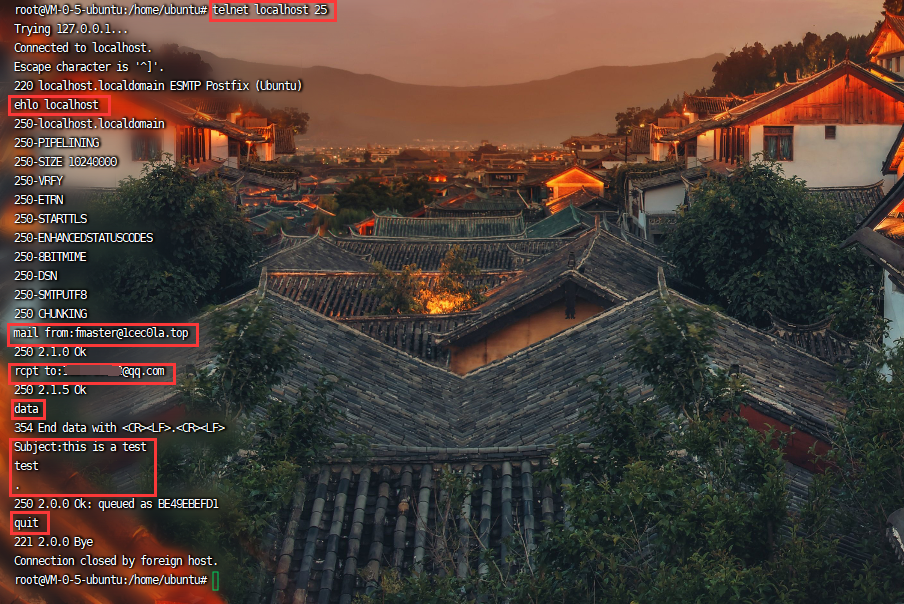 root@VM-0-5-ubuntu:/home/ubuntu# telnet localhost 25
Trying 127.0.0.1...
Connected to localhost.
Escape character is '^]'.
220 localhost.localdomain ESMTP Postfix (Ubuntu)
ehlo localhost
250-localhost.localdomain
250-PIPELINING
250-SIZE 10240000
250-VRFY
250-ETRN
250-STARTTLS
250-ENHANCEDSTATUSCODES
250-8BITMIME
250-DSN
250-SMTPUTF8
250 CHUNKING
mail from:fmaster@1cec0la.top
250 2.1.0 Ok
rcpt to: @qq.com
250 2.1.5 Ok
data
354 End data with <CR><LF>.<CR><LF>
Subject:this is a test
test
.
250 2.0.0 Ok: queued as BE49EBEFD1
quit
221 2.0.0 Bye
Connection closed by foreign host.
root@VM-0-5-ubuntu:/home/ubuntu#